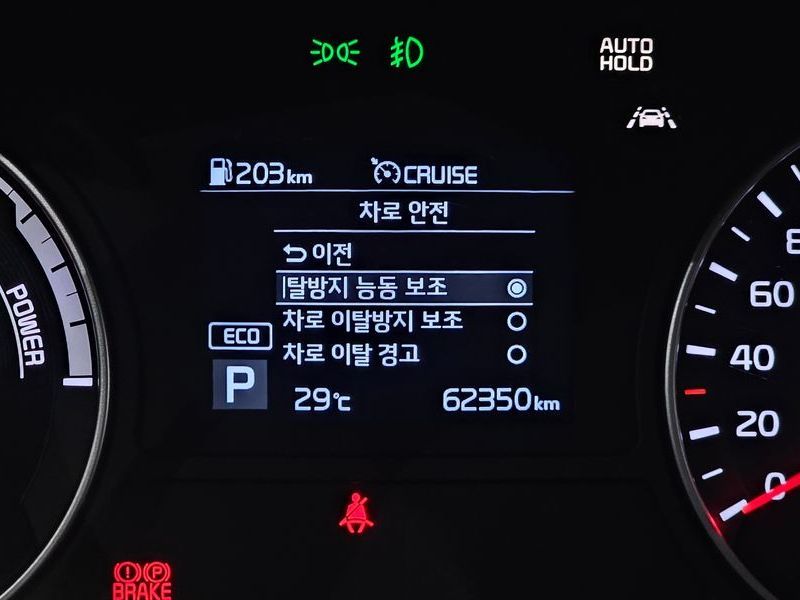 AUTO
HOLD
203km CRUISE
차로 안전
이전
탈방지 능동 보조
차로 이탈방지 보조
차로 이탈 경고
ECO
P
29℃ 62350km
POWER
60
40
20
0
BRAKE